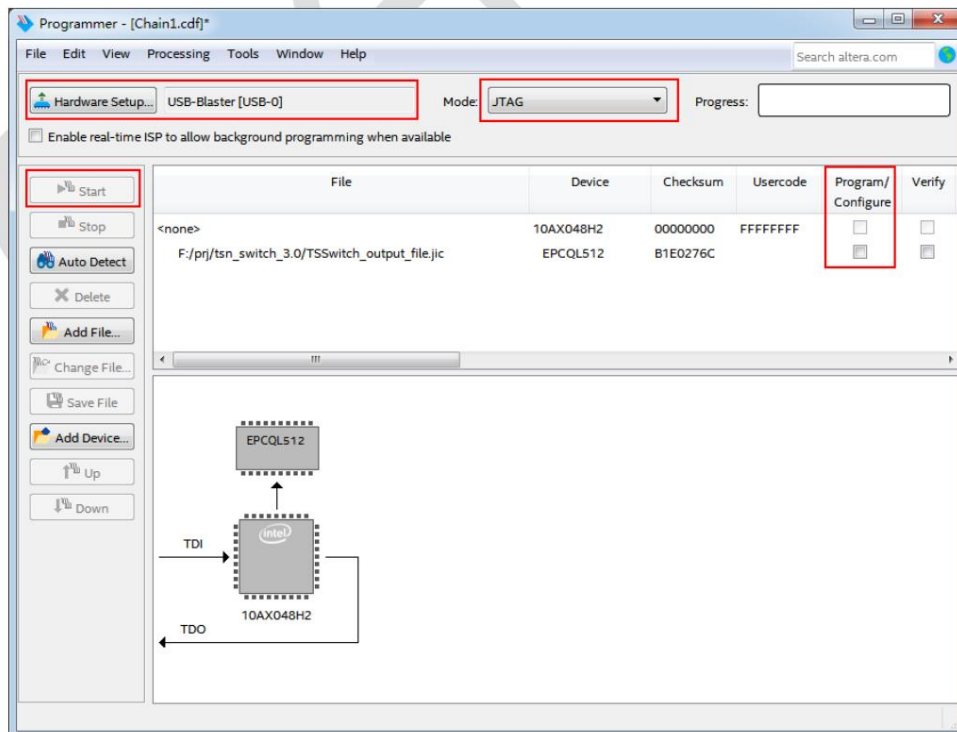 Programmer - [Chain1.cdf]*
File Edit View Processing Tools Window Help
Search altera.com
Hardware Setup... USB-Blaster [USB-0] Mode: JTAG Progress:
Enable real-time ISP to allow background programming when available
Start
Stop
Auto Detect
Delete
Add File...
Change File...
Save File
Add Device...
Up
Down
File Device Checksum Usercode Program/ Verify
Configure
<none> 10AX048H2 00000000 FFFFFFFF
F:/prj/tsn_switch_3.0/TSSwitch_output_file.jic EPCQL512 B1E0276C
EPCQL512
intel
TDI
10AX048H2
TDO